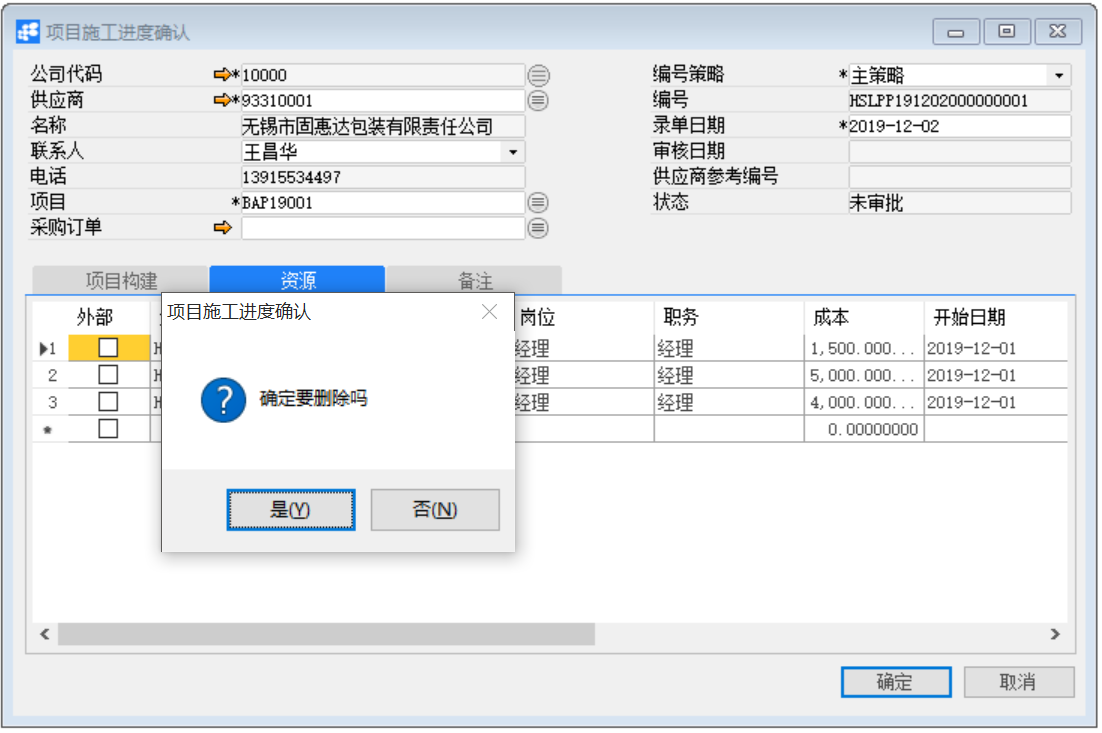 项目施工进度确认
公司代码 *10000 编号策略 *主策略
供应商 *93310001 编号 HSLPP191202000000001
名称 无锡市固惠达包装有限责任公司 录单日期 *2019-12-02
联系人 王昌华 审核日期
电话 13915534497 供应商参考编号
项目 *BAP19001 状态 未审批
采购订单
项目构建 资源 备注
外部 岗位 职务 成本 开始日期
1 经理 经理 1,500.000... 2019-12-01
2 经理 经理 5,000.000... 2019-12-01
3 经理 经理 4,000.000... 2019-12-01
* 0.00000000
项目施工进度确认
确定要删除吗
是(Y) 否(N)
确定 取消